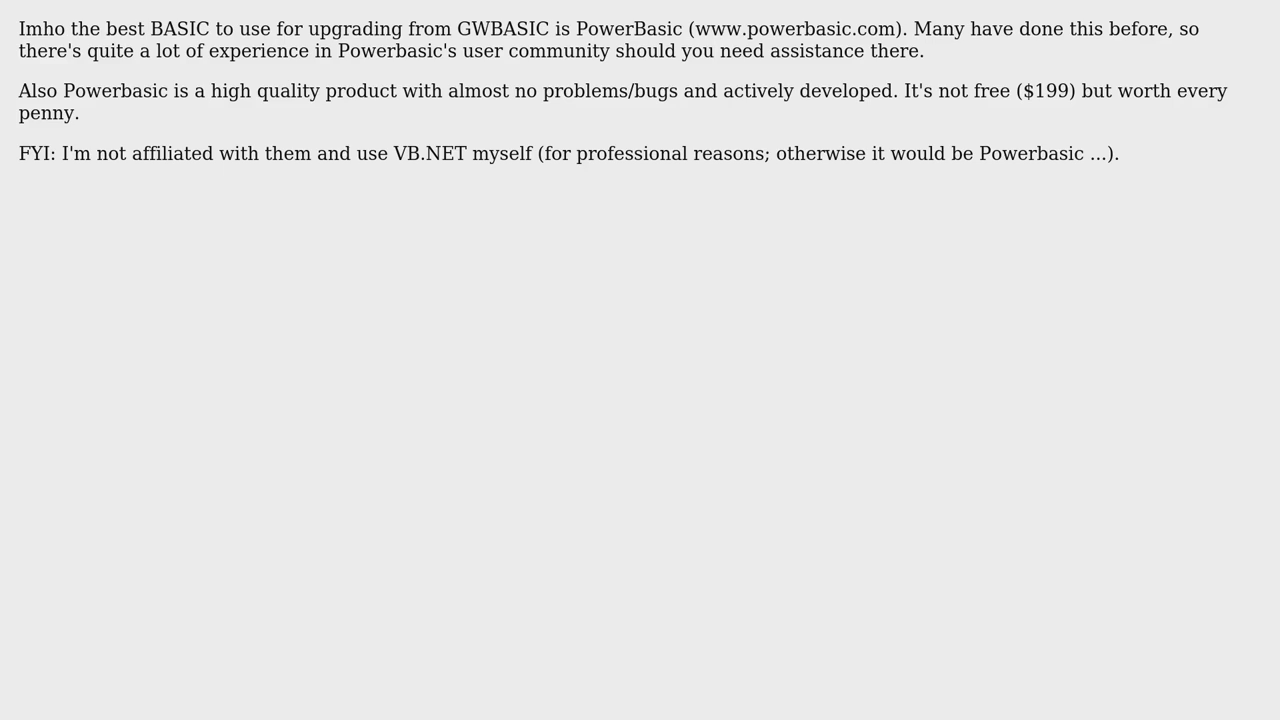 Imho the best BASIC to use for upgrading from GWBASIC is PowerBasic (www.powerbasic.com). Many have done this before, so
there's quite a lot of experience in Powerbasic's user community should you need assistance there.
Also Powerbasic is a high quality product with almost no problems/bugs and actively developed. It's not free ($199) but worth every
penny.
FYI: I'm not affiliated with them and use VB.NET myself (for professional reasons; otherwise it would be Powerbasic ...).